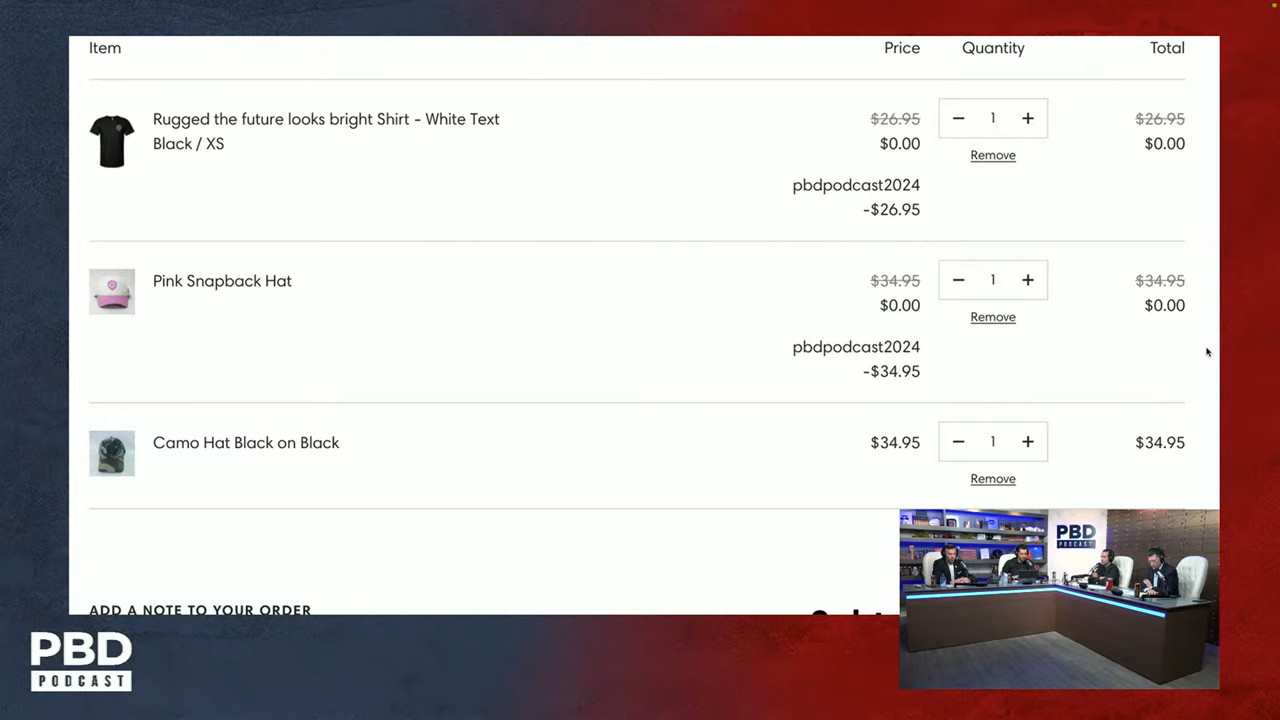 Item Price Quantity Total
Rugged the future looks bright Shirt - White Text $26.95 − 1 + $26.95
Black / XS $0.00 $0.00
Remove
pbdpodcast2024
-$26.95
Pink Snapback Hat $34.95 − 1 + $34.95
$0.00 $0.00
Remove
pbdpodcast2024
-$34.95
Camo Hat Black on Black $34.95 − 1 + $34.95
Remove
PBD
PODCAST
ADD A NOTE TO YOUR ORDER
PBD
PODCAST